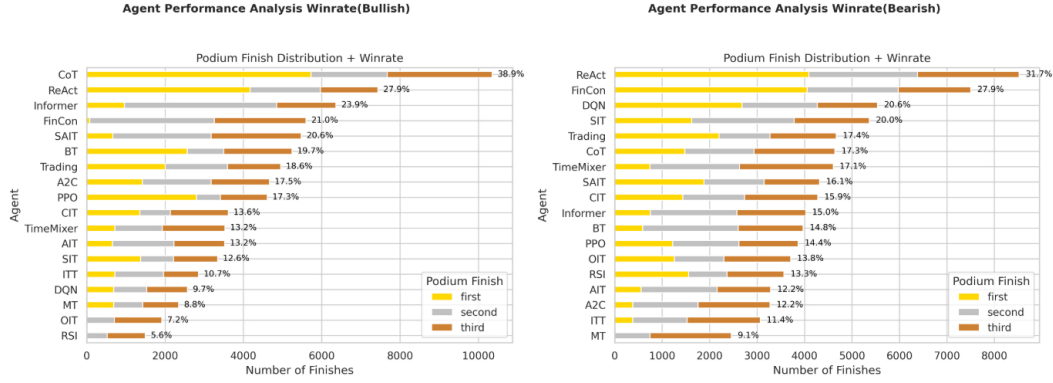 Agent Performance Analysis Winrate(Bullish)
Podium Finish Distribution + Winrate
Agent
CoT 38.9%
ReAct 27.9%
Informer 23.9%
FinCon 21.0%
SAIT 20.6%
BT 19.7%
Trading 18.6%
A2C 17.5%
PPO 17.3%
CIT 13.6%
TimeMixer 13.2%
AIT 13.2%
SIT 12.6%
ITT 10.7%
DQN 9.7%
MT 8.8%
OIT 7.2%
RSI 5.6%
Podium Finish
first
second
third
0 2000 4000 6000 8000 10000
Number of Finishes
Agent Performance Analysis Winrate(Bearish)
Podium Finish Distribution + Winrate
Agent
ReAct 31.7%
FinCon 27.9%
DQN 20.6%
SIT 20.0%
Trading 17.4%
CoT 17.3%
TimeMixer 17.1%
SAIT 16.1%
CIT 15.9%
Informer 15.0%
BT 14.8%
PPO 14.4%
OIT 13.8%
RSI 13.3%
AIT 12.2%
A2C 12.2%
ITT 11.4%
MT 9.1%
Podium Finish
first
second
third
0 1000 2000 3000 4000 5000 6000 7000 8000
Number of Finishes